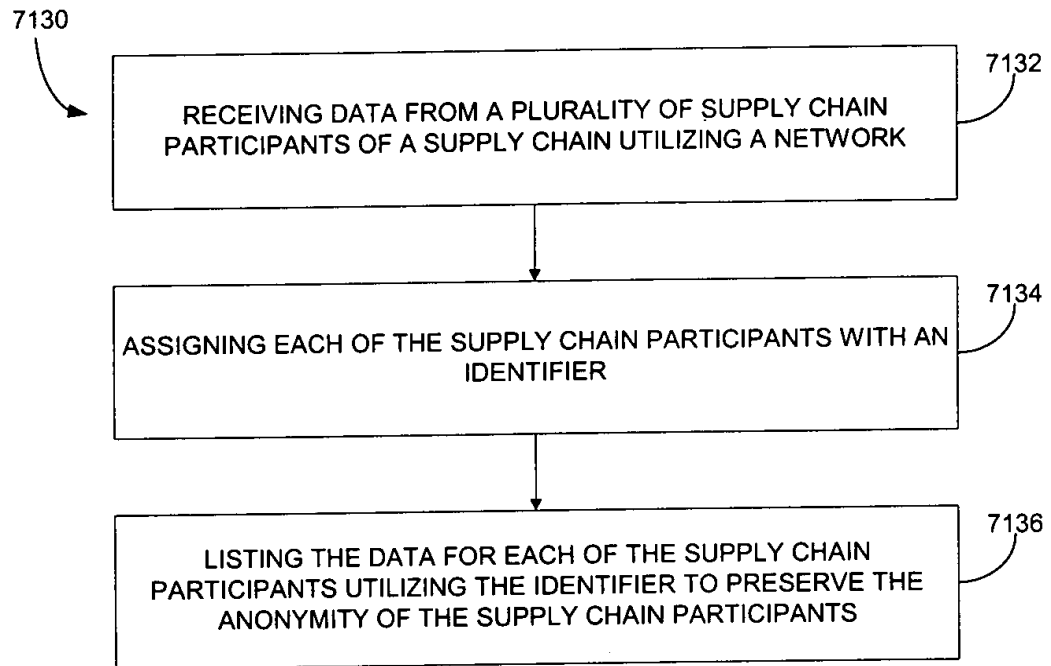 7130
7132
RECEIVING DATA FROM A PLURALITY OF SUPPLY CHAIN
PARTICIPANTS OF A SUPPLY CHAIN UTILIZING A NETWORK
7134
ASSIGNING EACH OF THE SUPPLY CHAIN PARTICIPANTS WITH AN
IDENTIFIER
7136
LISTING THE DATA FOR EACH OF THE SUPPLY CHAIN
PARTICIPANTS UTILIZING THE IDENTIFIER TO PRESERVE THE
ANONYMITY OF THE SUPPLY CHAIN PARTICIPANTS